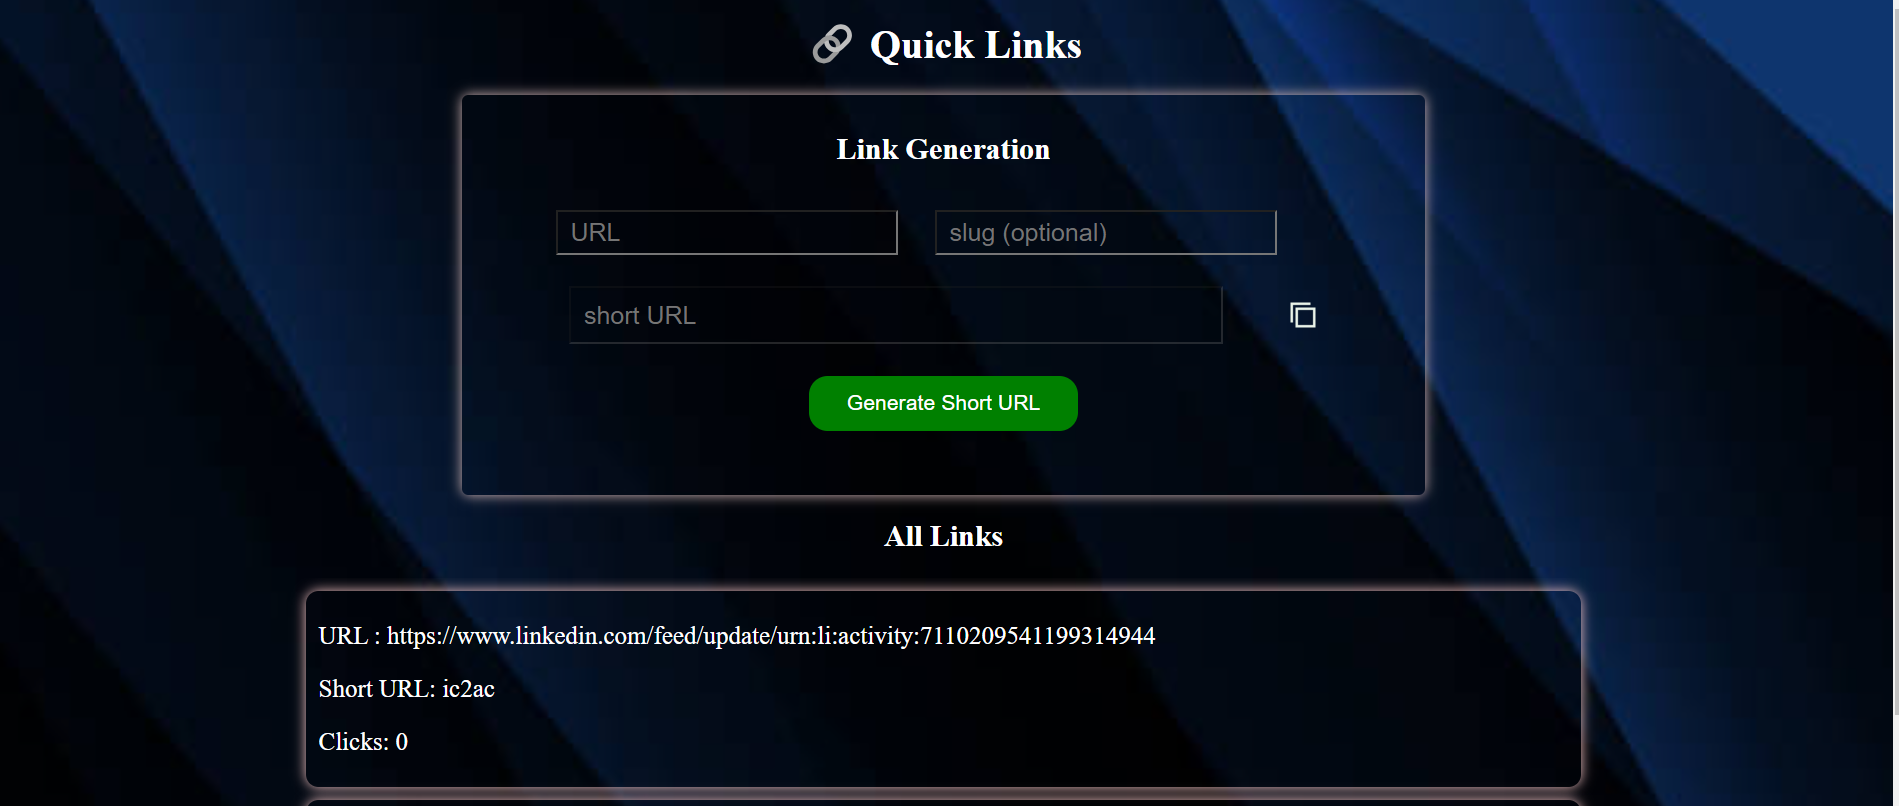 Quick Links
Link Generation
URL
slug (optional)
short URL
Generate Short URL
All Links
URL : https://www.linkedin.com/feed/update/urn:li:activity:7110209541199314944
Short URL: ic2ac
Clicks: 0